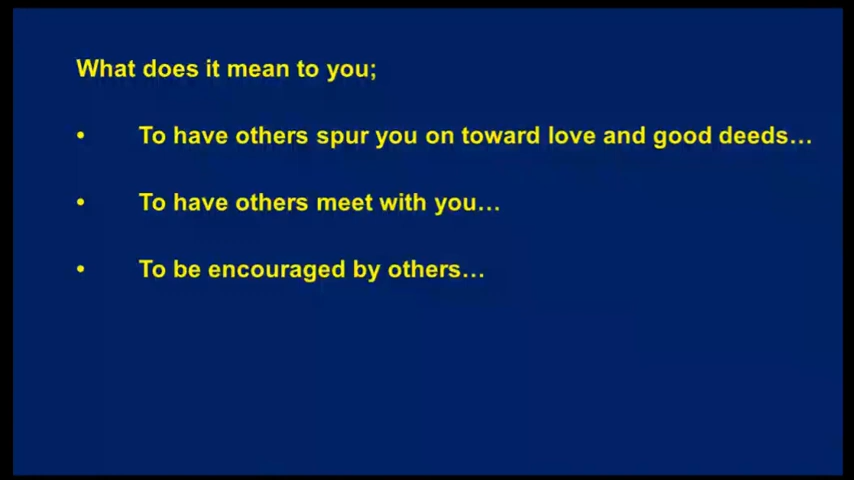 What does it mean to you;
• To have others spur you on toward love and good deeds…
• To have others meet with you…
• To be encouraged by others…